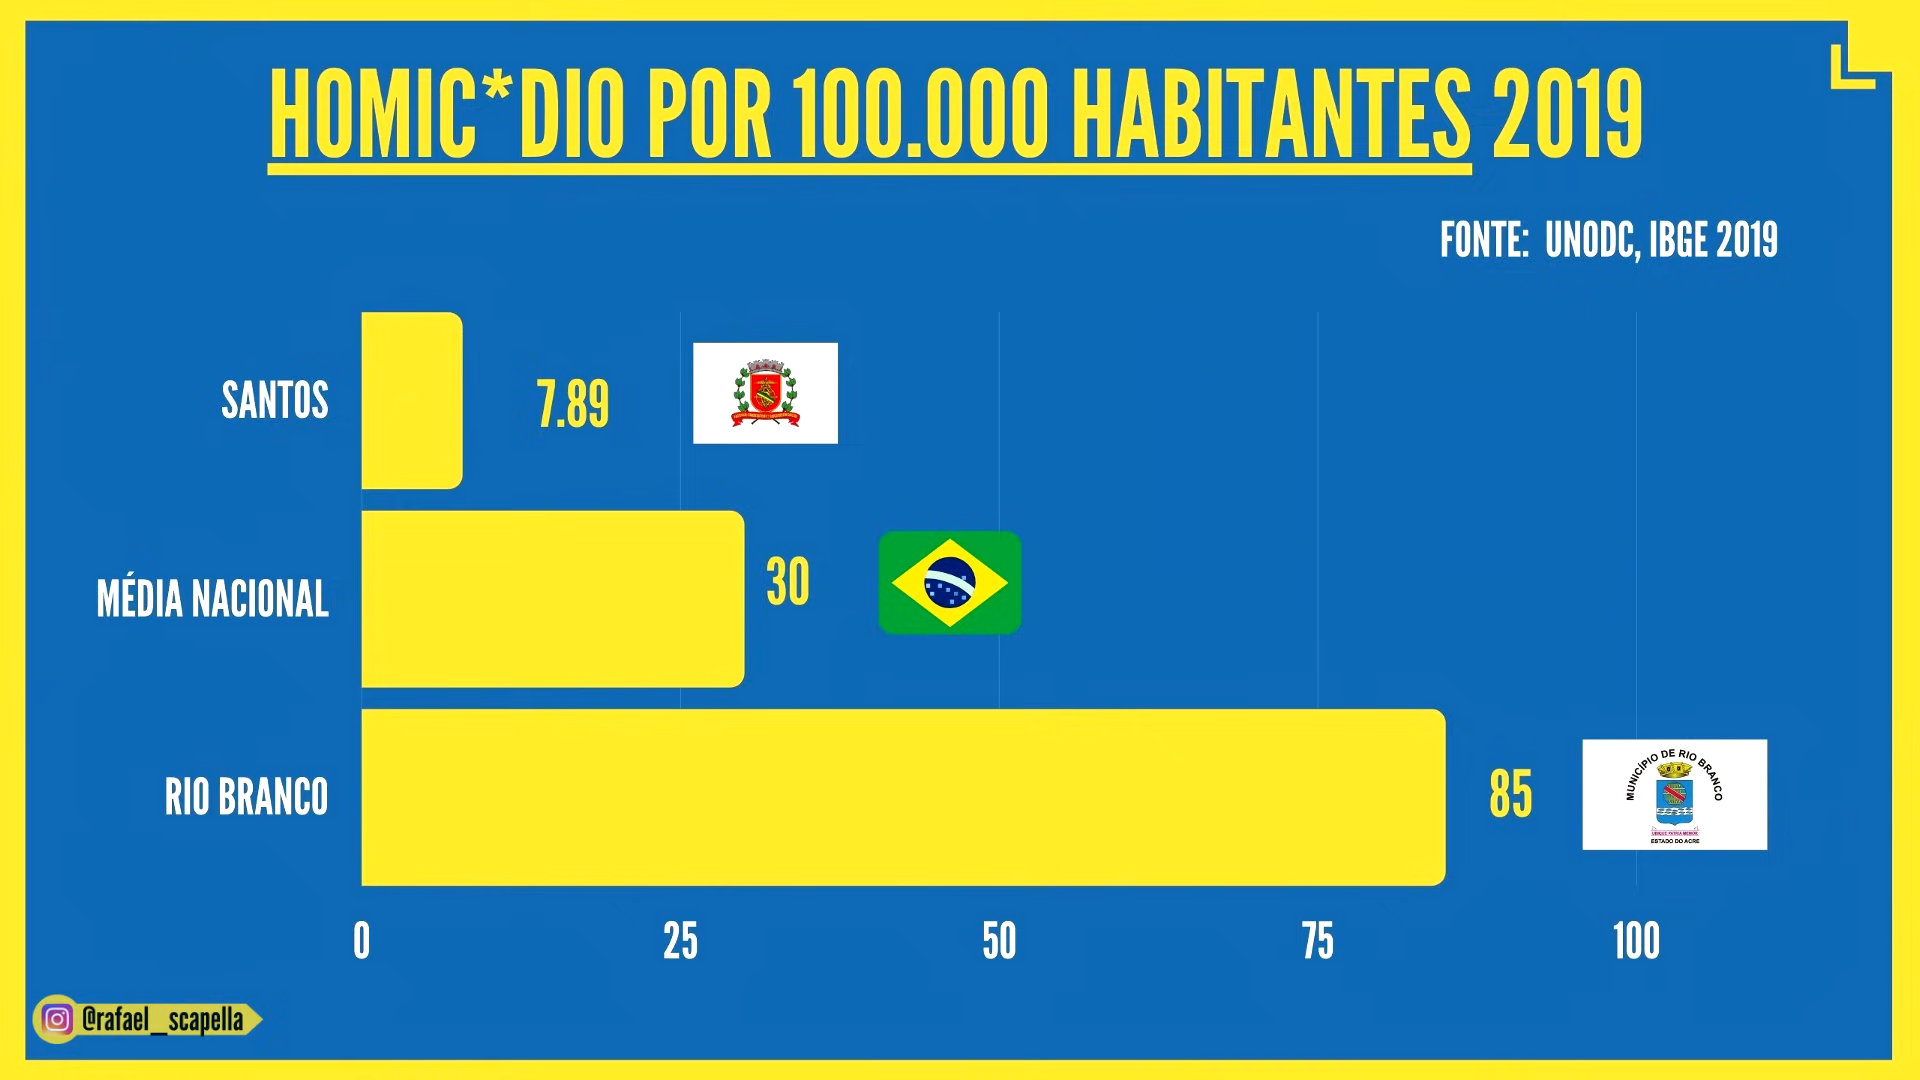 HOMIC*DIO POR 100.000 HABITANTES 2019
FONTE: UNODC, IBGE 2019
SANTOS
7.89
MÉDIA NACIONAL
30
RIO BRANCO
85
MUNICÍPIO DE RIO BRANCO
ESTADO DO ACRE
0 25 50 75 100
@rafael_scapella